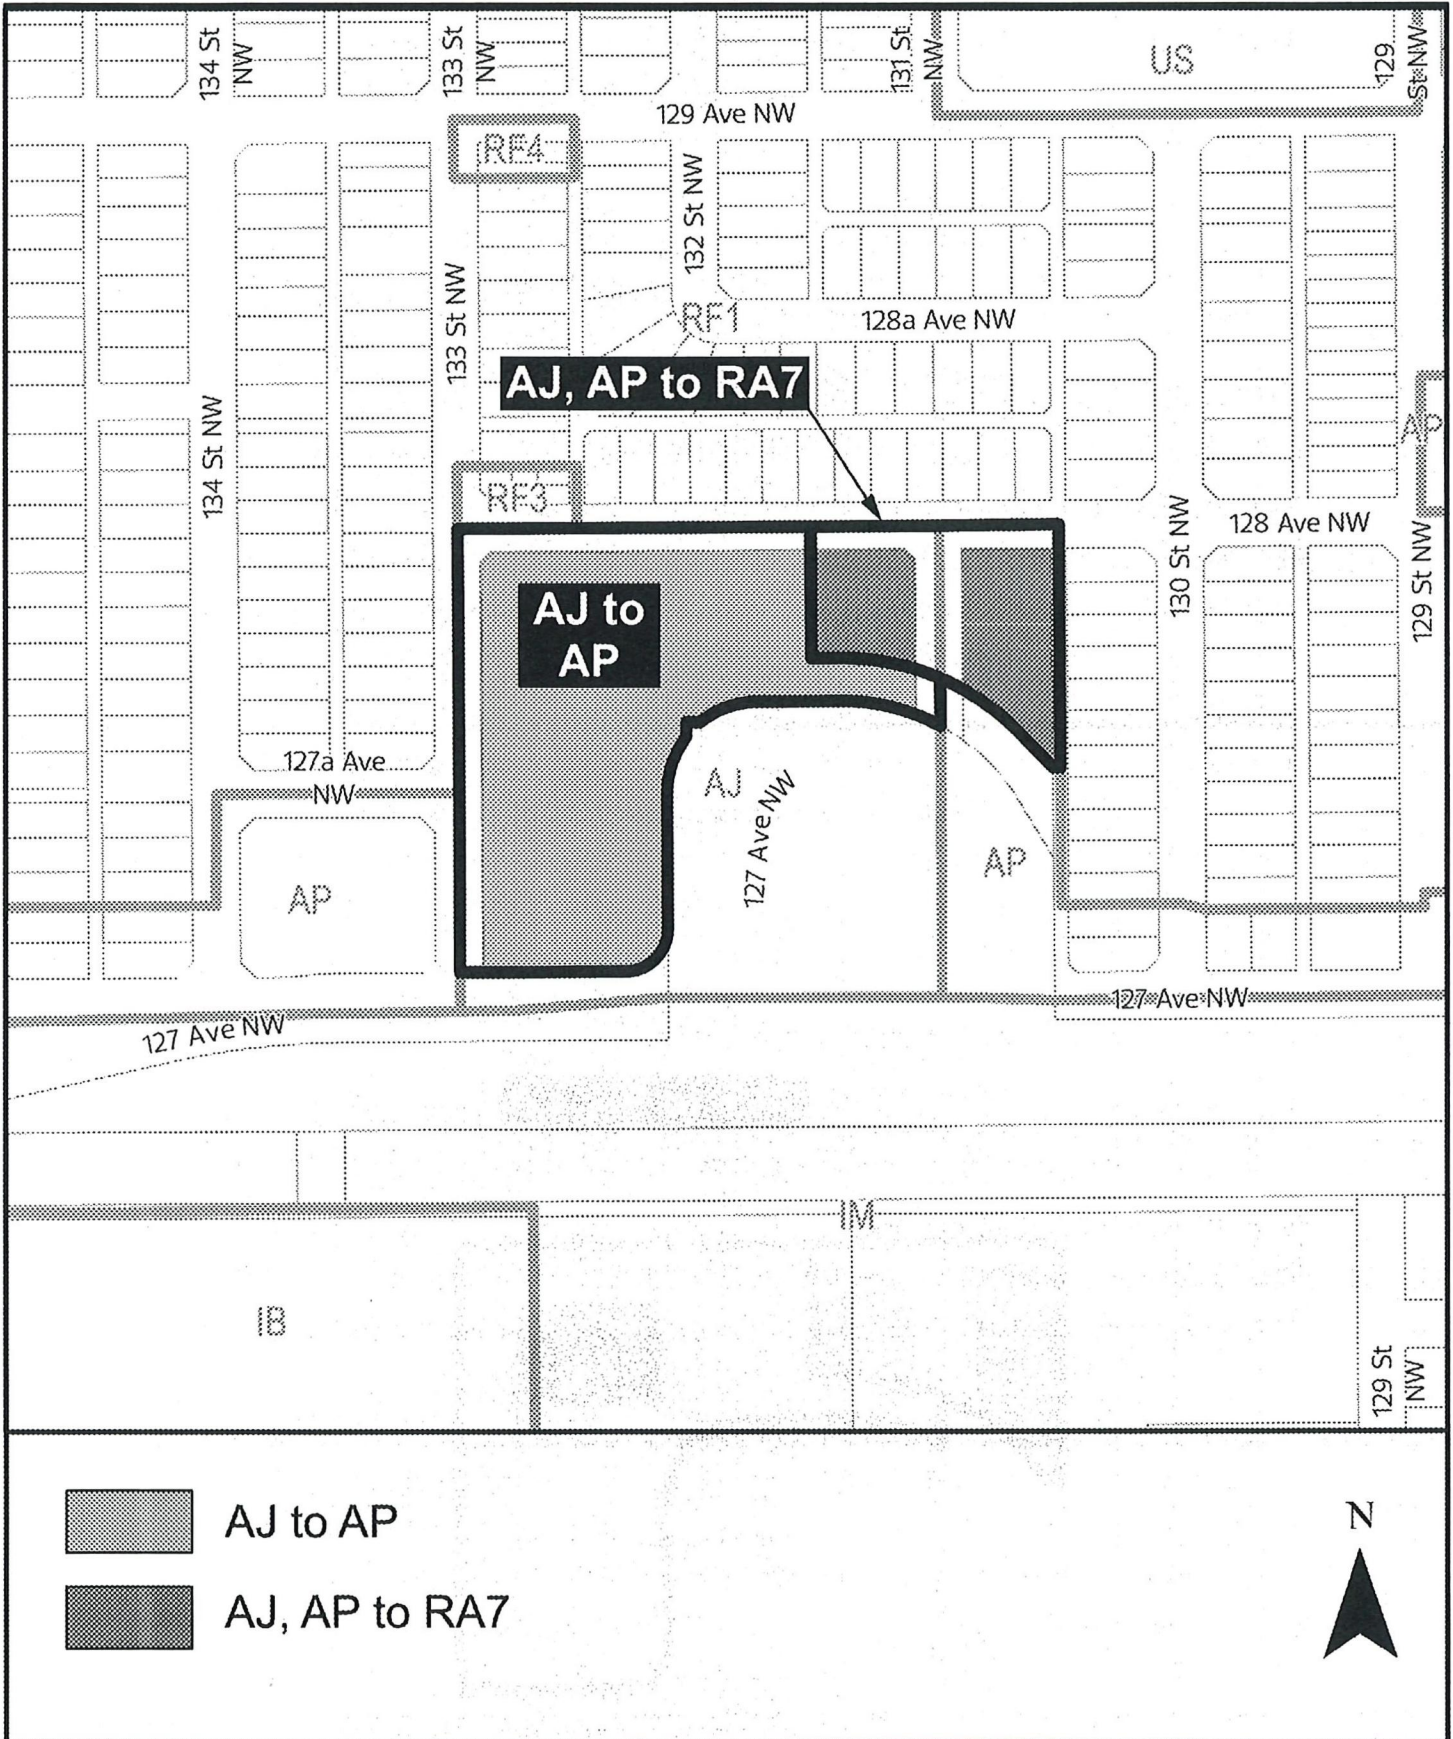 134 St
NW
133 St
NW
131 St
NW
US
129
St NW
129 Ave NW
RF4
132 St NW
133 St NW
RF1
128a Ave NW
AJ, AP to RA7
134 St NW
AP
RF3
128 Ave NW
130 St NW
129 St NW
AJ to
AP
127a Ave
NW
AJ
127 Ave NW
AP
AP
127 Ave NW
127 Ave NW
IM
IB
129 St
NW
AJ to AP
AJ, AP to RA7
N